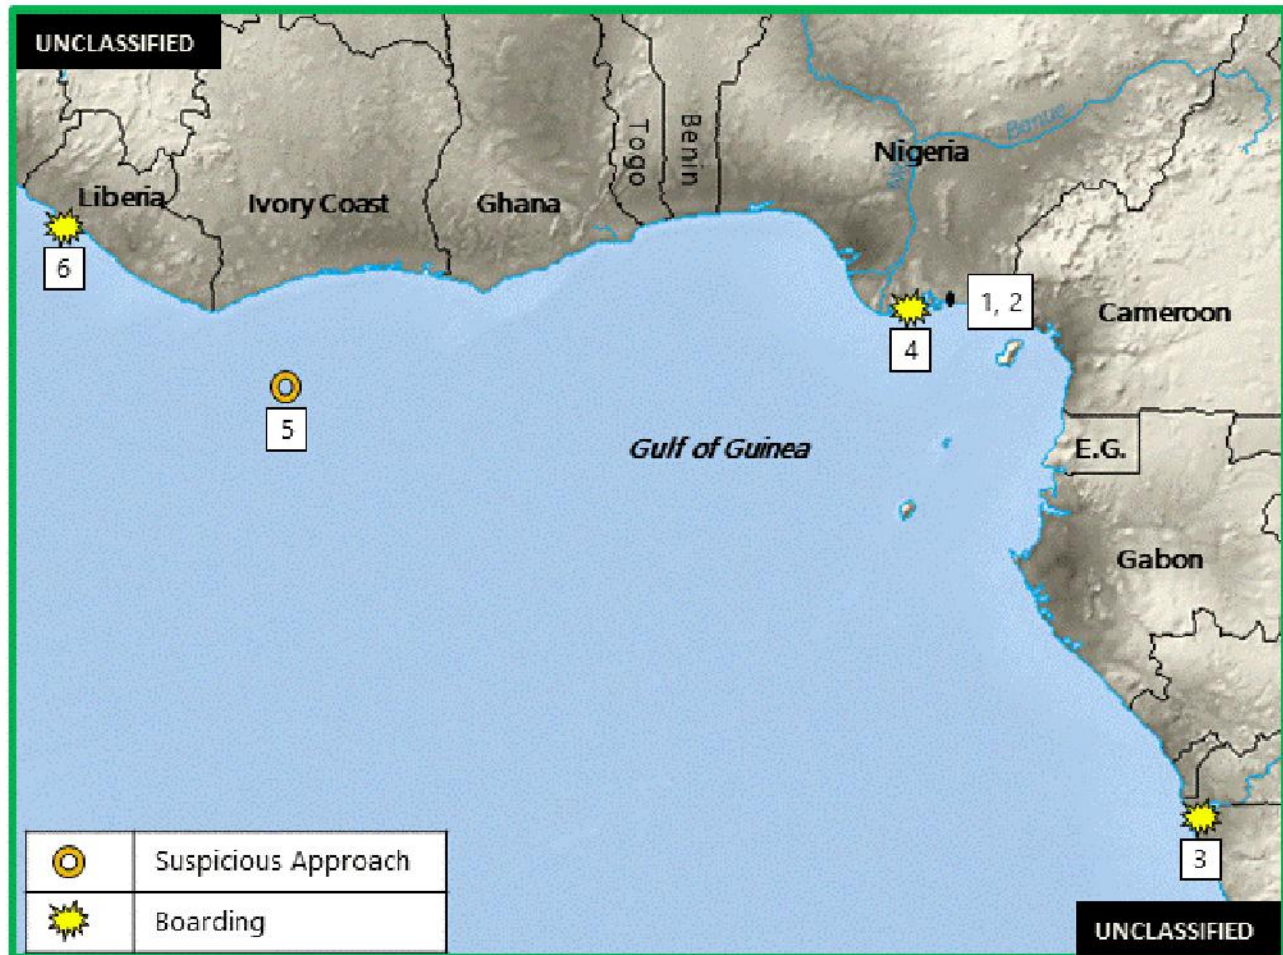 UNCLASSIFIED
Benue
Nigeria
Togo
Benin
Liberia
Ivory Coast
Ghana
6
1, 2
Cameroon
4
5
Gulf of Guinea
E.G.
Gabon
3
Suspicious Approach
Boarding
UNCLASSIFIED